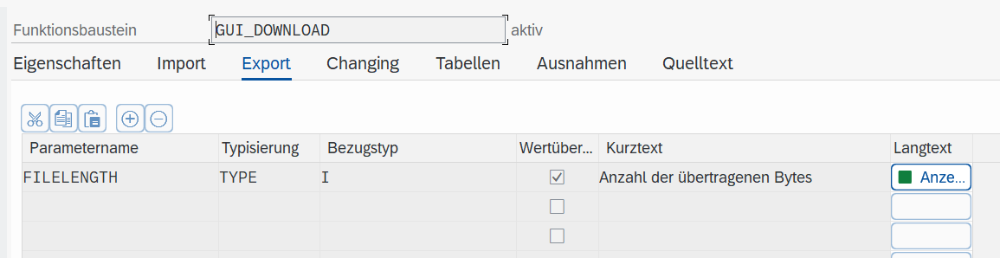 Funktionsbaustein GUI_DOWNLOAD aktiv
Eigenschaften Import Export Changing Tabellen Ausnahmen Quelltext
Parametername Typisierung Bezugstyp Wertüber... Kurztext Langtext
FILELENGTH TYPE I Anzahl der übertragenen Bytes Anze...